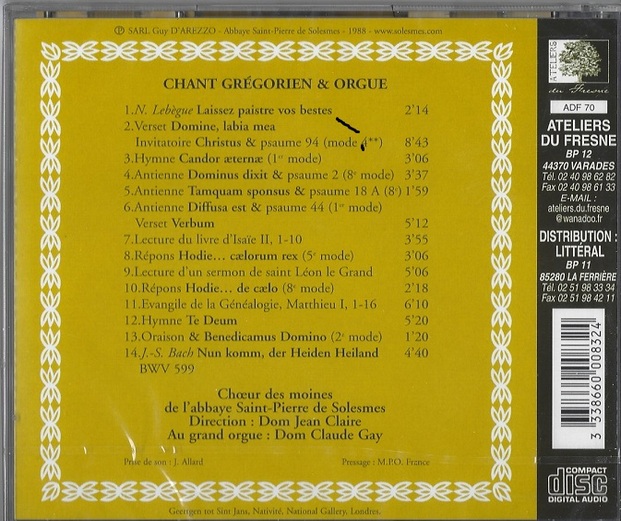 ℗ SARL Guy D'AREZZO - Abbaye Saint-Pierre de Solesmes - 1988 - www.solesmes.com
CHANT GRÉGORIEN & ORGUE
1.N. Lebègue Laissez paistre vos bestes 2'14
2.Verset Domine, labia mea
Invitatoire Christus & psaume 94 (mode 4**) 8'43
3.Hymne Candor æternæ (1er mode) 3'06
4.Antienne Dominus dixit & psaume 2 (8e mode) 3'37
5.Antienne Tamquam sponsus & psaume 18 A (8e) 1'59
6.Antienne Diffusa est & psaume 44 (1er mode)
Verset Verbum 5'12
7.Lecture du livre d'Isaïe II, 1-10 3'55
8.Répons Hodie... cælorum rex (5e mode) 3'06
9.Lecture d'un sermon de saint Léon le Grand 5'06
10.Répons Hodie... de cælo (8e mode) 2'18
11.Evangile de la Généalogie, Matthieu I, 1-16 6'10
12.Hymne Te Deum 5'20
13.Oraison & Benedicamus Domino (2e mode) 1'20
14.J.-S. Bach Nun komm, der Heiden Heiland 4'40
BWV 599
Chœur des moines
de l'abbaye Saint-Pierre de Solesmes
Direction : Dom Jean Claire
Au grand orgue : Dom Claude Gay
Prise de son : J. Allard Pressage : M.P.O. France
Geertgen tot Sint Jans, Nativité, National Gallery, Londres.
ATELIERS
du Fresne
ADF 70
ATELIERS
DU FRESNE
BP 12
44370 VARADES
Tél. 02 40 98 62 82
Fax 02 40 98 61 33
E-MAIL :
ateliers.du.fresne
@wanadoo.fr
DISTRIBUTION :
LITTÉRAL
BP 11
85280 LA FERRIÈRE
Tél. 02 51 98 33 34
Fax 02 51 98 42 11
3 338660 008324
COMPACT
disc
DIGITAL AUDIO